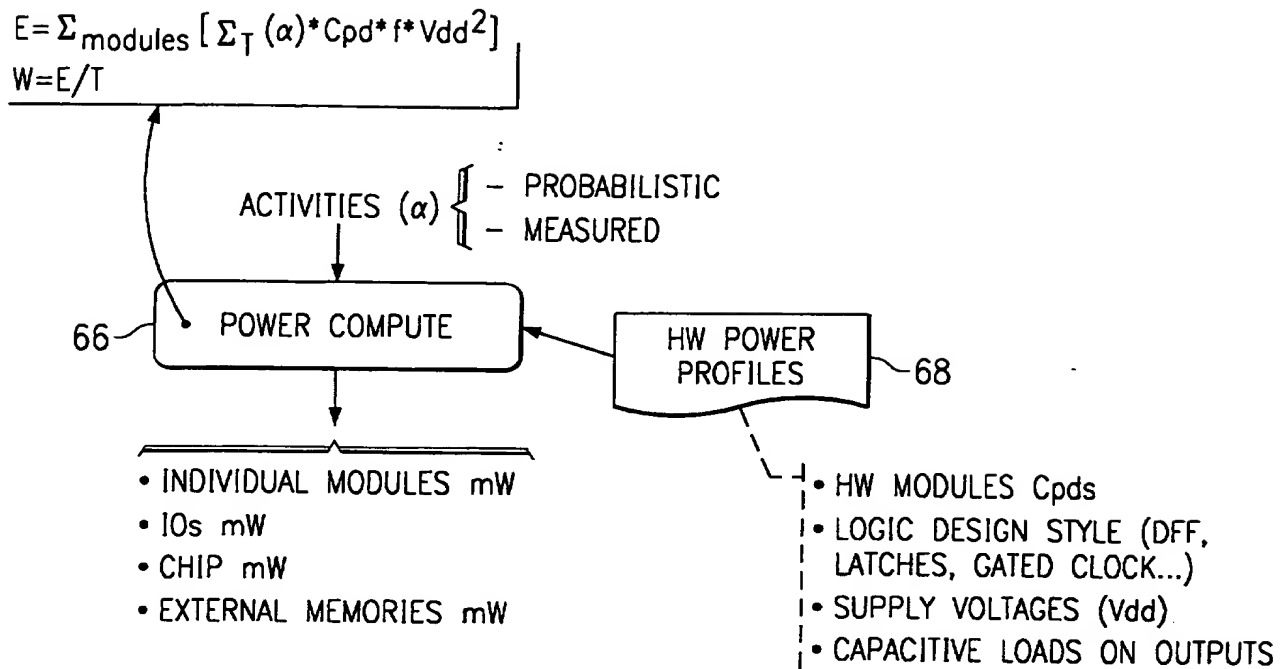 E=Σmodules [ΣT (α)* Cpd* f* Vdd²]
W=E/T
ACTIVITIES (α)
– PROBABILISTIC
– MEASURED
66
POWER COMPUTE
HW POWER
PROFILES
68
• INDIVIDUAL MODULES mW
• IOs mW
• CHIP mW
• EXTERNAL MEMORIES mW
• HW MODULES Cpds
• LOGIC DESIGN STYLE (DFF,
LATCHES, GATED CLOCK...)
• SUPPLY VOLTAGES (Vdd)
• CAPACITIVE LOADS ON OUTPUTS